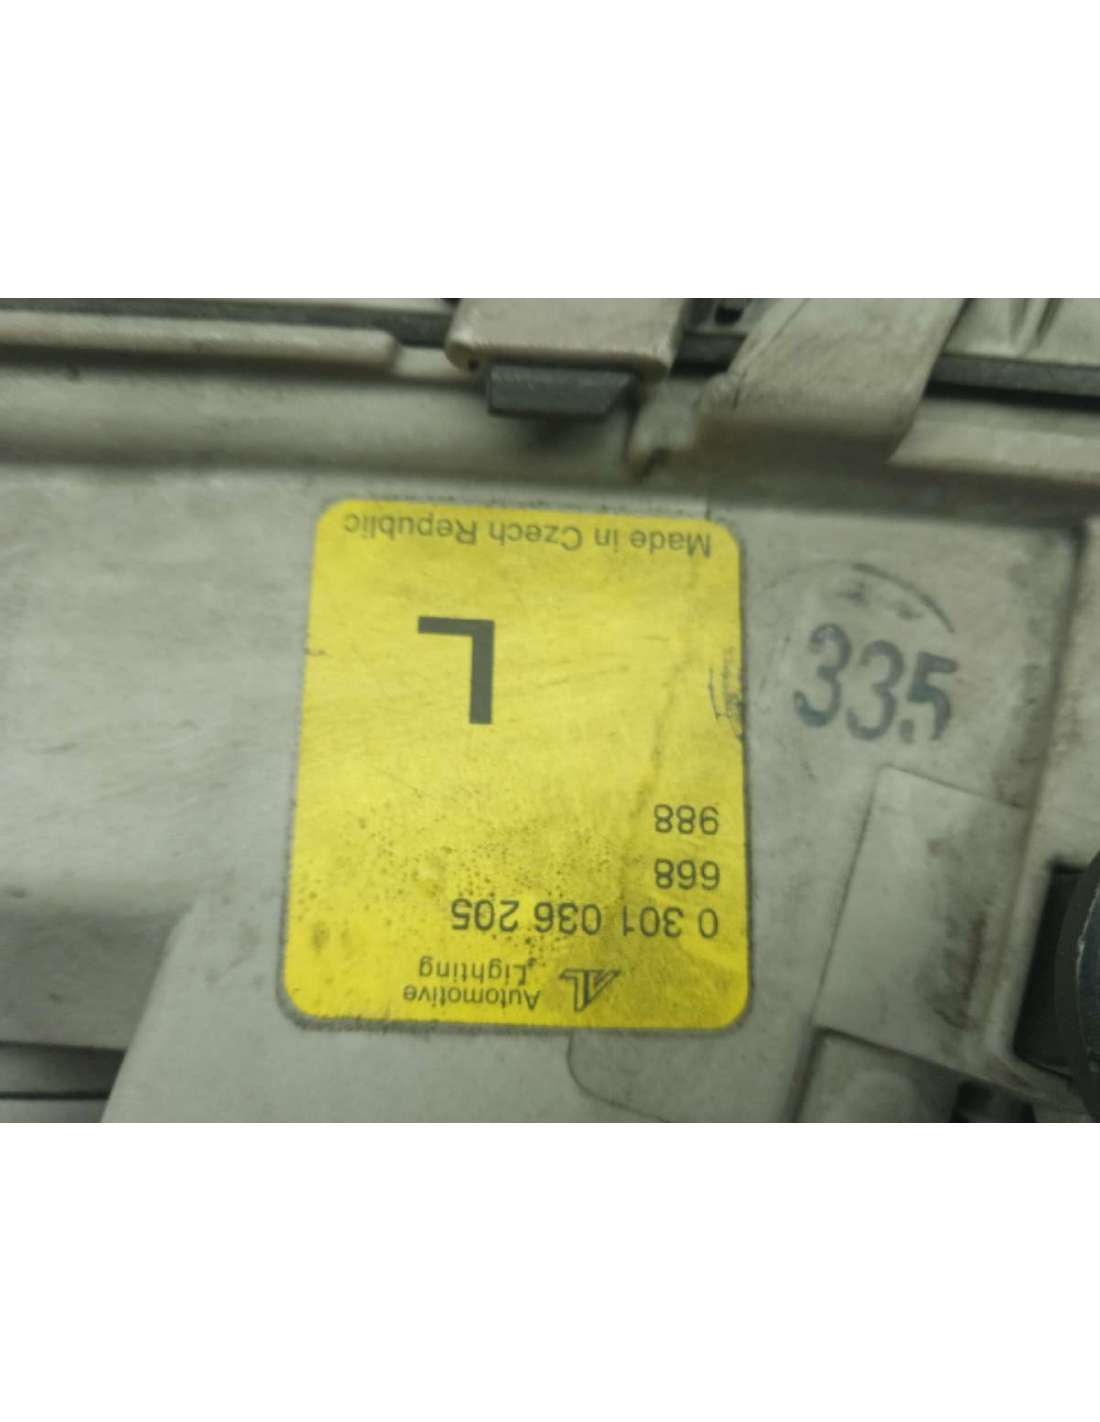 Automotive
Lighting
0 301 036 205
668
988
L
Made in Czech Republic
335